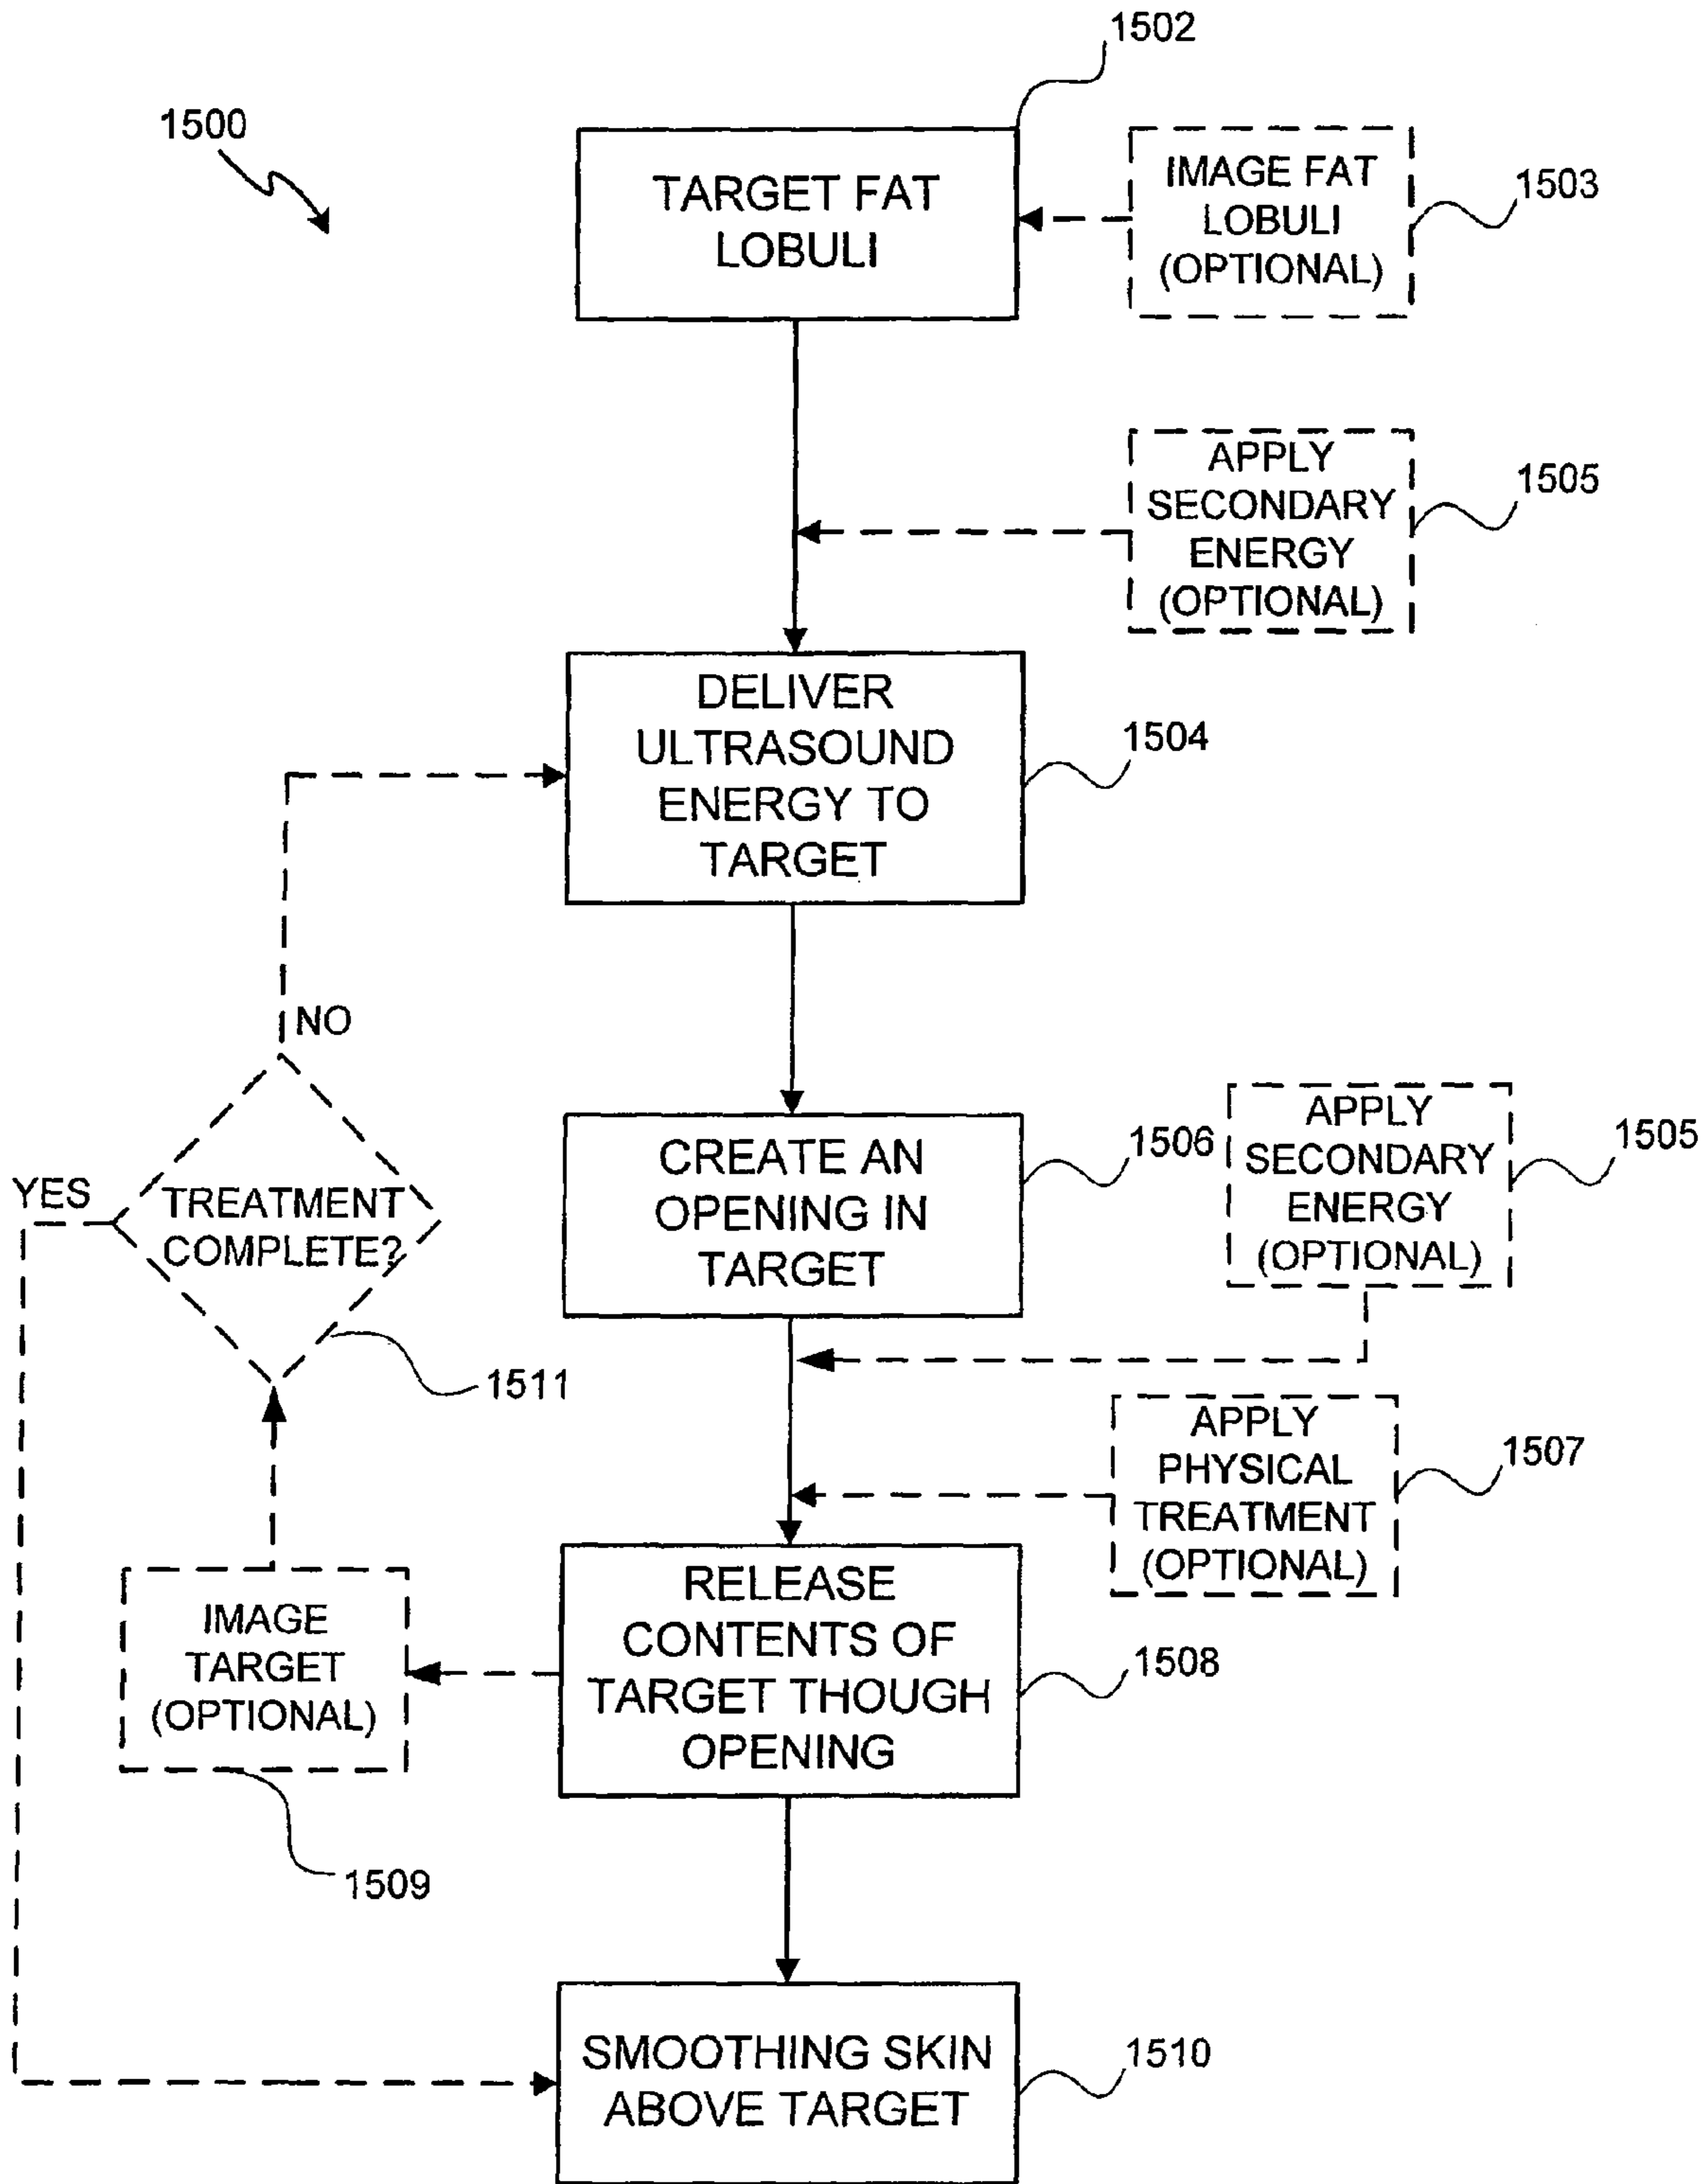 1502
1500
TARGET FAT
LOBULI
IMAGE FAT
LOBULI
(OPTIONAL)
1503
APPLY
SECONDARY
ENERGY
(OPTIONAL)
1505
DELIVER
ULTRASOUND
ENERGY TO
TARGET
1504
NO
YES
TREATMENT
COMPLETE?
1511
CREATE AN
OPENING IN
TARGET
1506
APPLY
SECONDARY
ENERGY
(OPTIONAL)
1505
APPLY
PHYSICAL
TREATMENT
(OPTIONAL)
1507
RELEASE
CONTENTS OF
TARGET THOUGH
OPENING
1508
IMAGE
TARGET
(OPTIONAL)
1509
SMOOTHING SKIN
ABOVE TARGET
1510